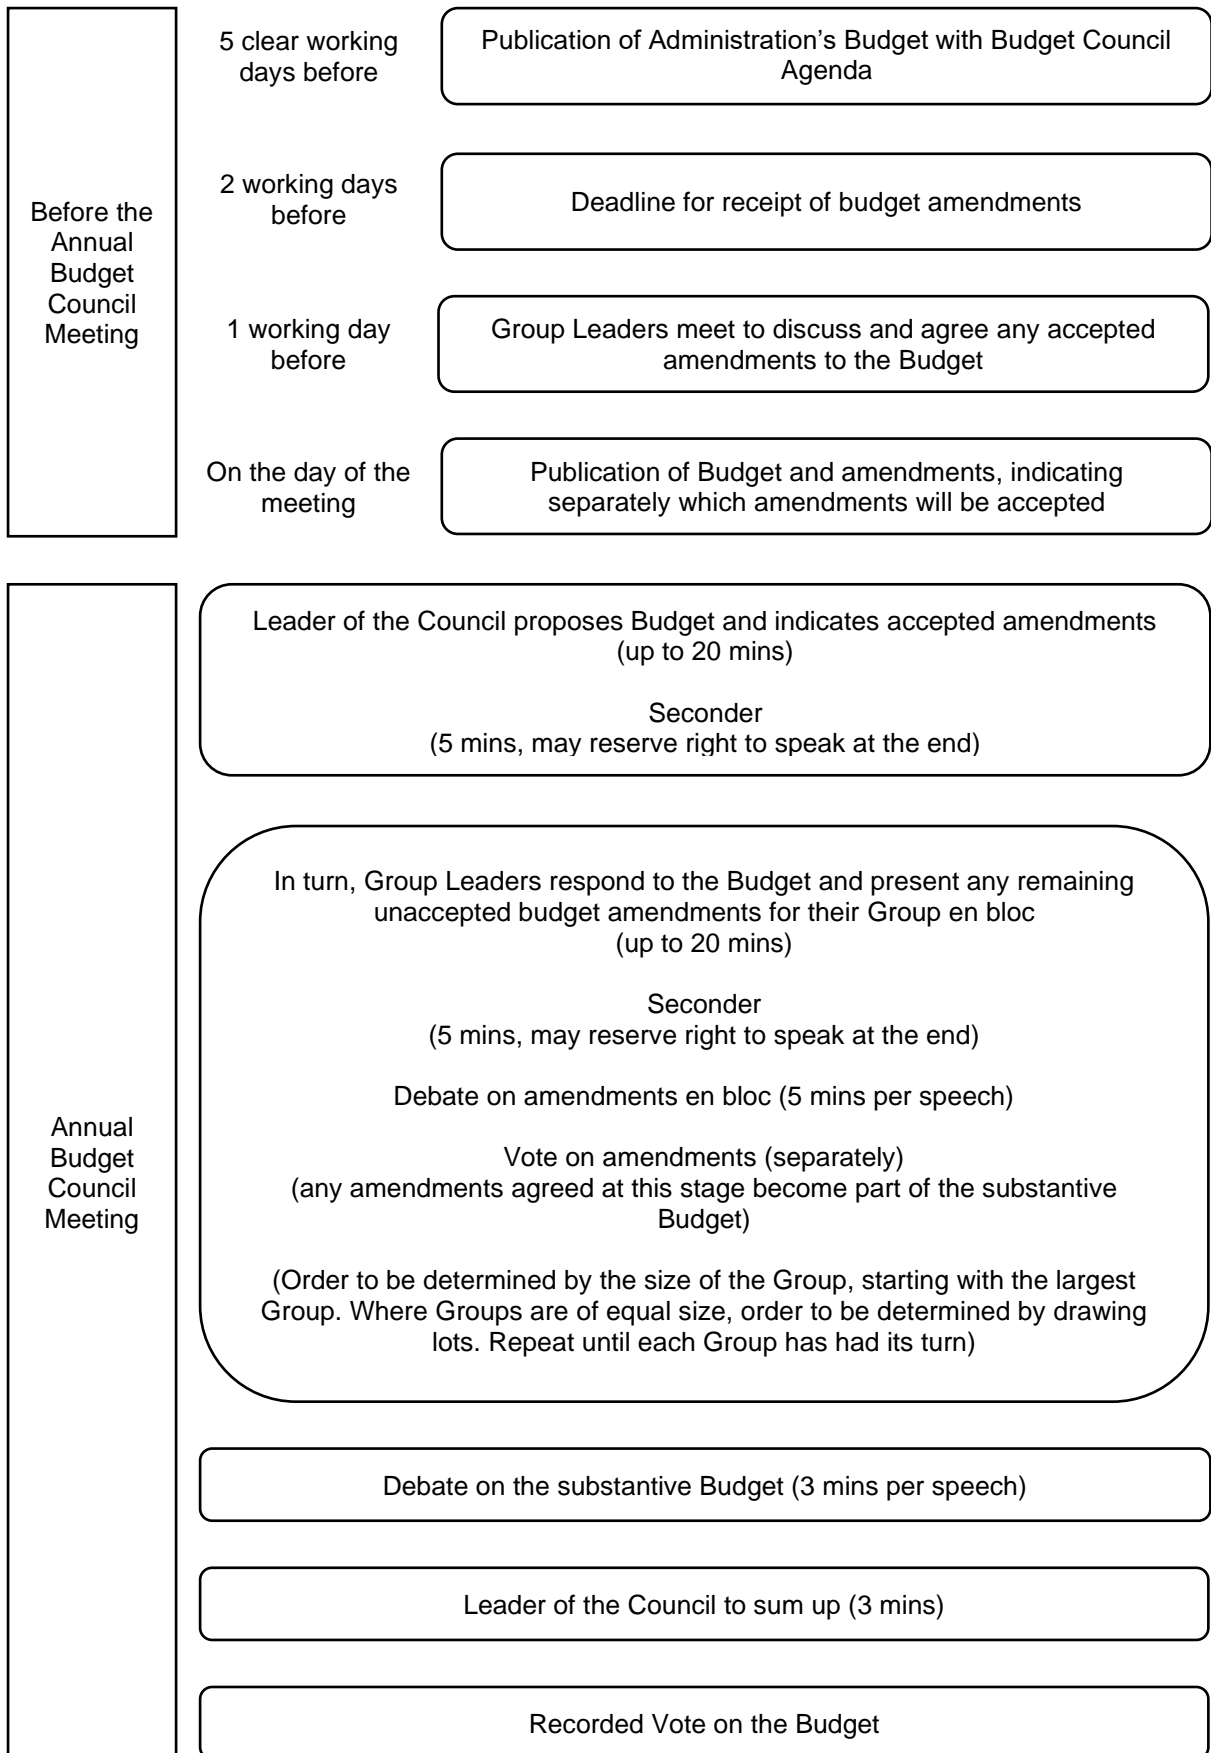 Before the
Annual
Budget
Council
Meeting
5 clear working
days before
Publication of Administration’s Budget with Budget Council
Agenda
2 working days
before
Deadline for receipt of budget amendments
1 working day
before
Group Leaders meet to discuss and agree any accepted
amendments to the Budget
On the day of the
meeting
Publication of Budget and amendments, indicating
separately which amendments will be accepted
Annual
Budget
Council
Meeting
Leader of the Council proposes Budget and indicates accepted amendments
(up to 20 mins)
Seconder
(5 mins, may reserve right to speak at the end)
In turn, Group Leaders respond to the Budget and present any remaining
unaccepted budget amendments for their Group en bloc
(up to 20 mins)
Seconder
(5 mins, may reserve right to speak at the end)
Debate on amendments en bloc (5 mins per speech)
Vote on amendments (separately)
(any amendments agreed at this stage become part of the substantive
Budget)
(Order to be determined by the size of the Group, starting with the largest
Group. Where Groups are of equal size, order to be determined by drawing
lots. Repeat until each Group has had its turn)
Debate on the substantive Budget (3 mins per speech)
Leader of the Council to sum up (3 mins)
Recorded Vote on the Budget